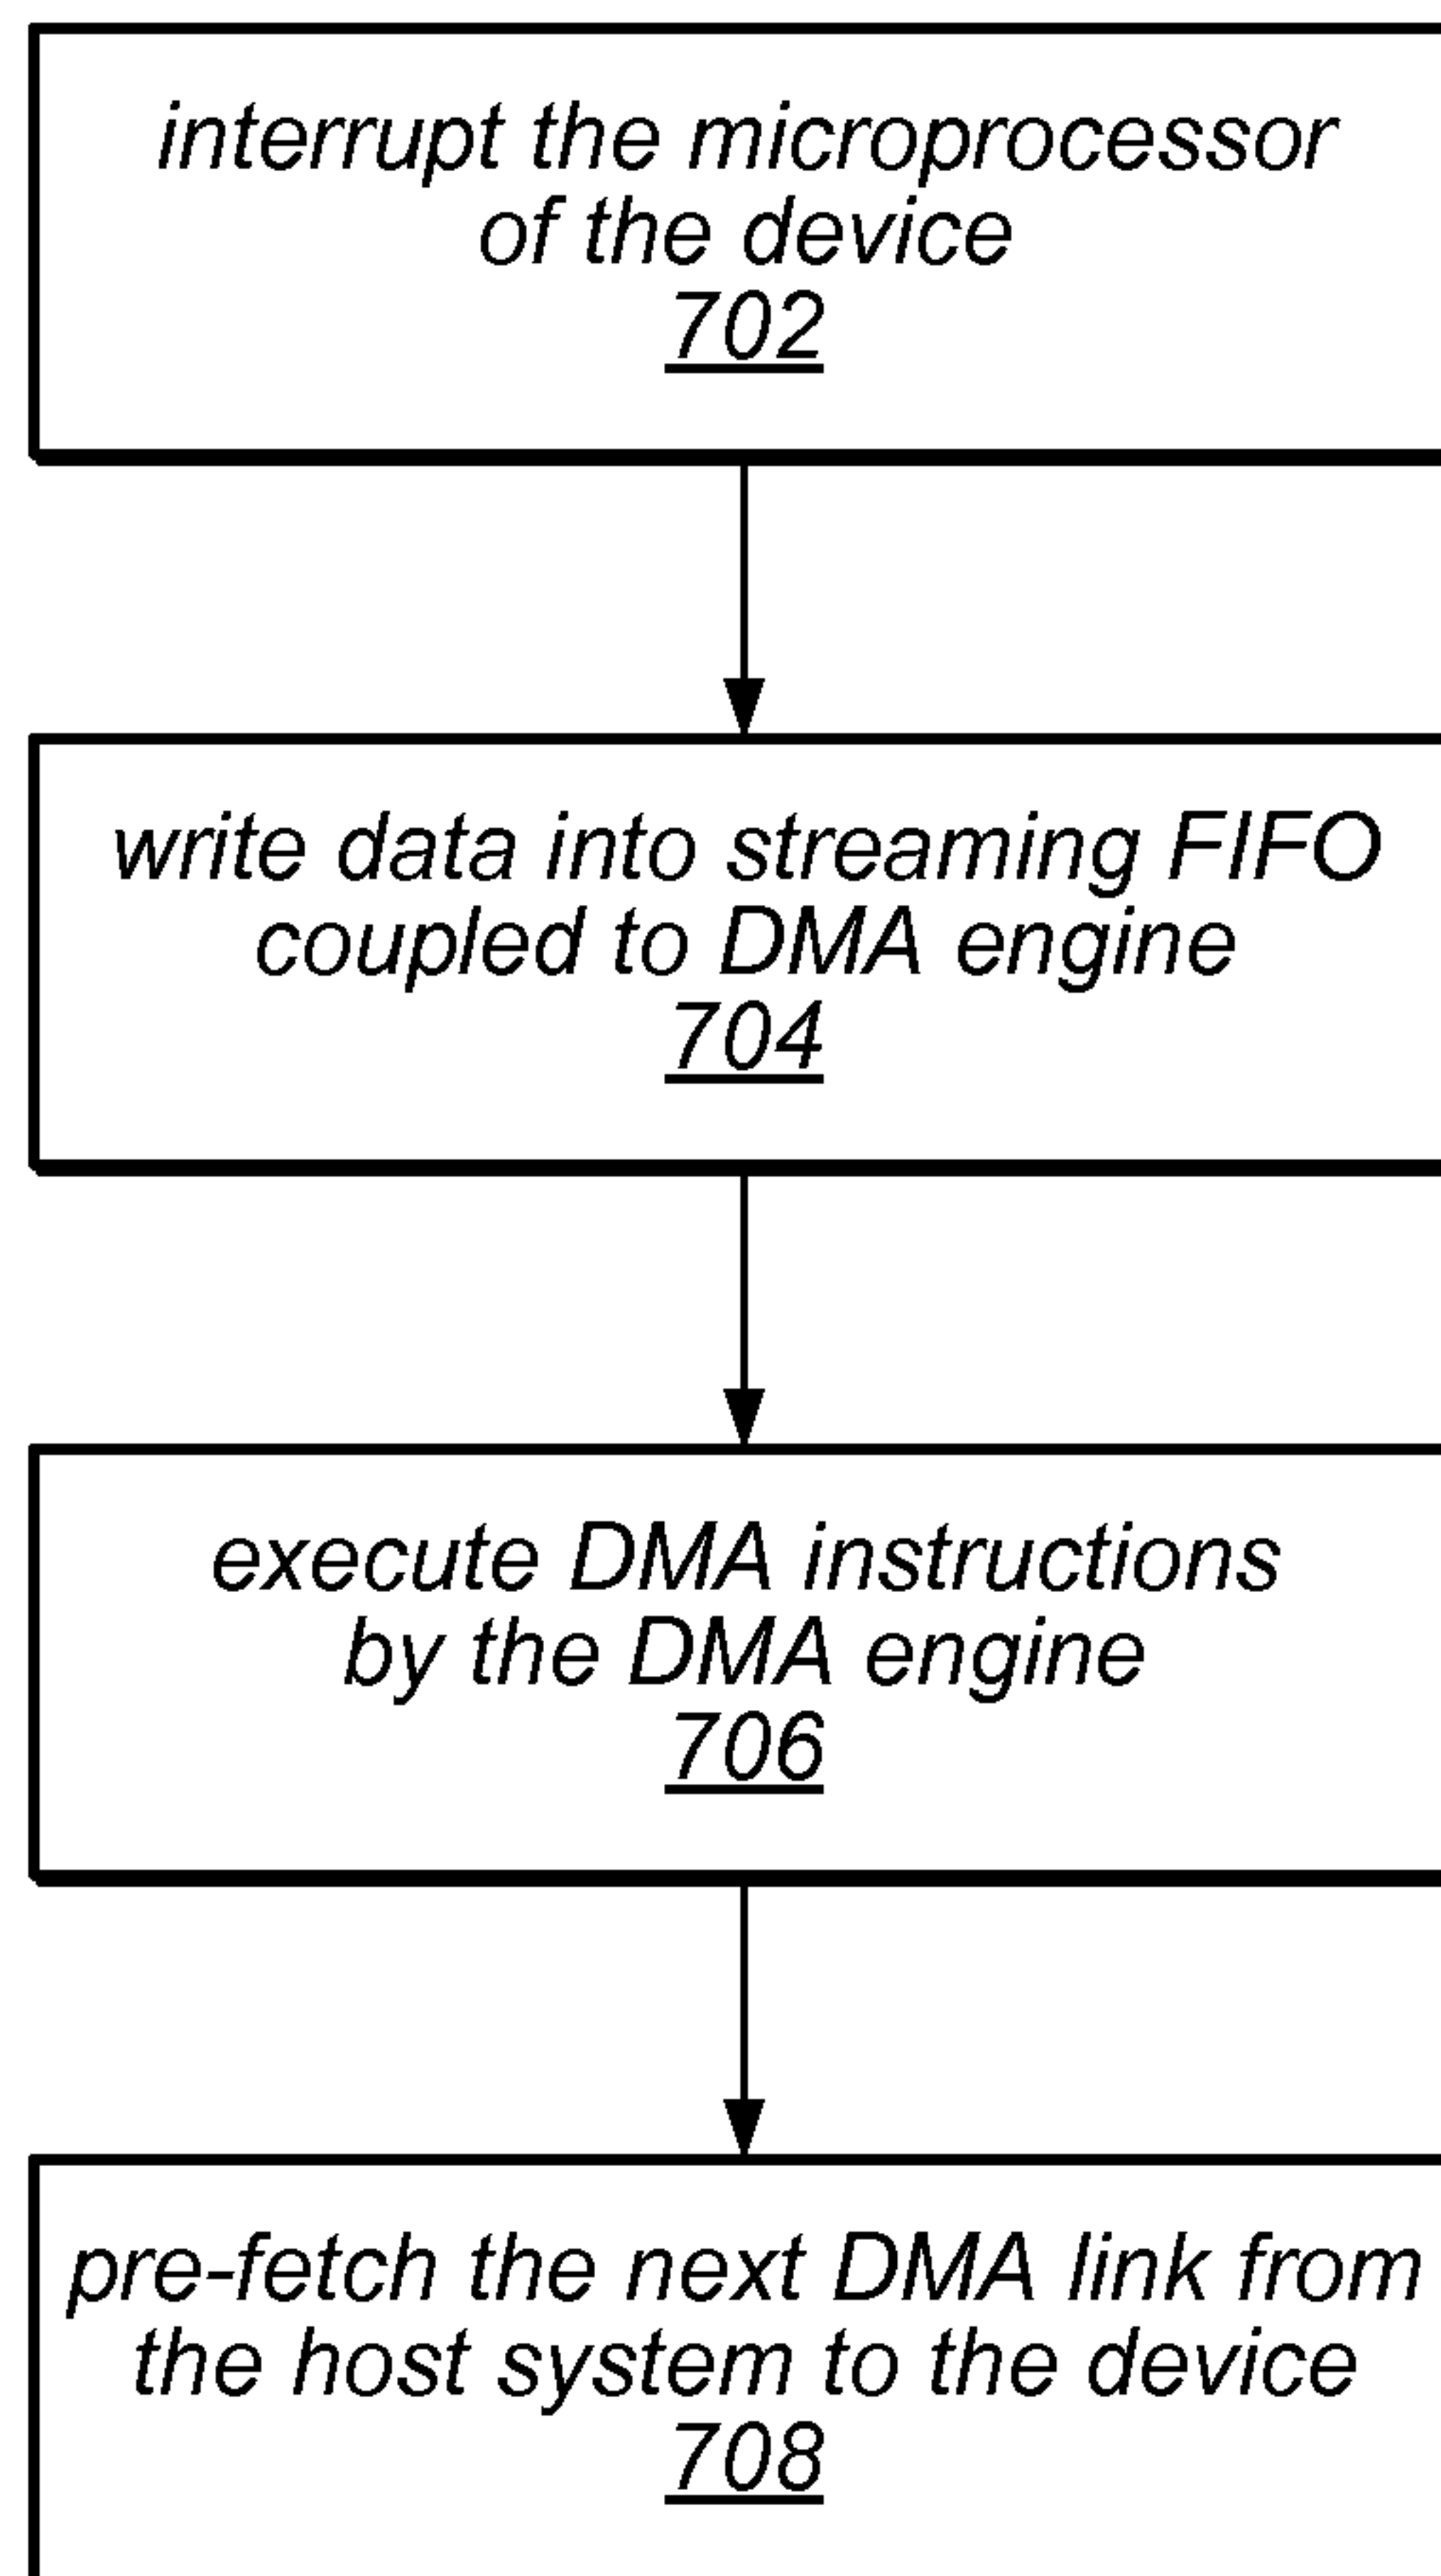 interrupt the microprocessor
of the device
702
write data into streaming FIFO
coupled to DMA engine
704
execute DMA instructions
by the DMA engine
706
pre-fetch the next DMA link from
the host system to the device
708